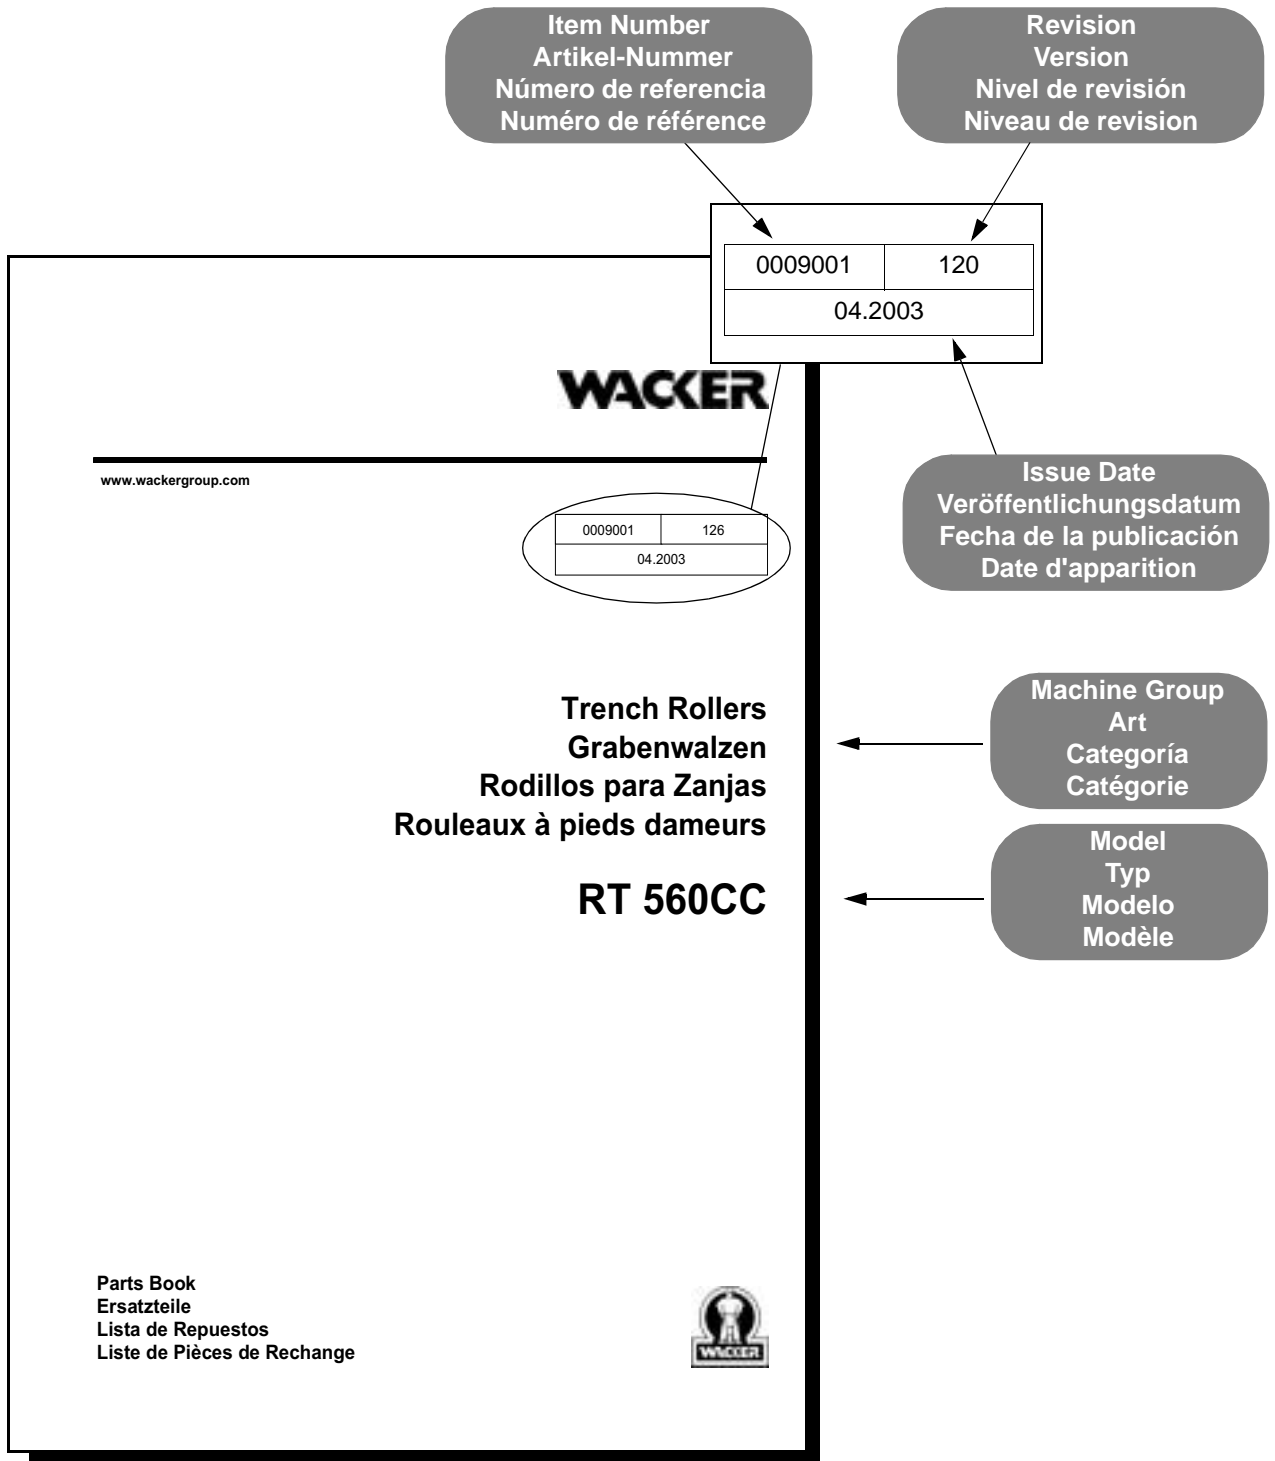 Item Number
Artikel-Nummer
Número de referencia
Numéro de référence
Revision
Version
Nivel de revisión
Niveau de revision
0009001 120
04.2003
WACKER
www.wackergroup.com
0009001 126
04.2003
Issue Date
Veröffentlichungsdatum
Fecha de la publicación
Date d'apparition
Trench Rollers
Grabenwalzen
Rodillos para Zanjas
Rouleaux à pieds dameurs
Machine Group
Art
Categoría
Catégorie
RT 560CC
Model
Typ
Modelo
Modèle
Parts Book
Ersatzteile
Lista de Repuestos
Liste de Pièces de Rechange
WACKER